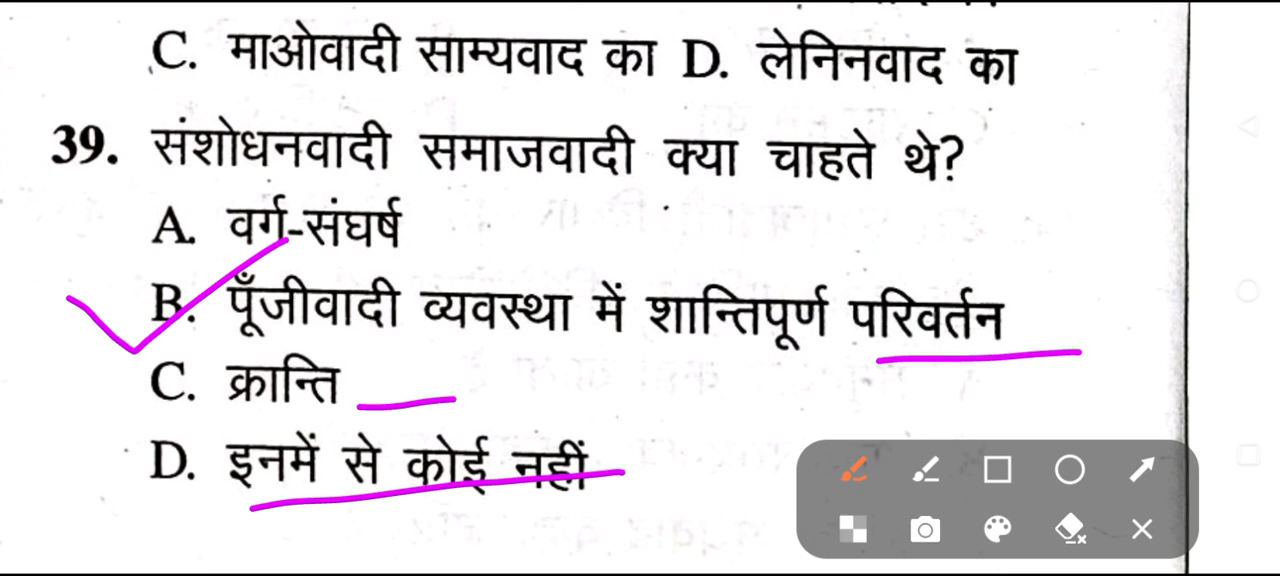 C. माओवादी साम्यवाद का D. लेनिनवाद का
39. संशोधनवादी समाजवादी क्या चाहते थे?
A. वर्ग-संघर्ष
B. पूँजीवादी व्यवस्था में शान्तिपूर्ण परिवर्तन
C. क्रान्ति
D. इनमें से कोई नहीं